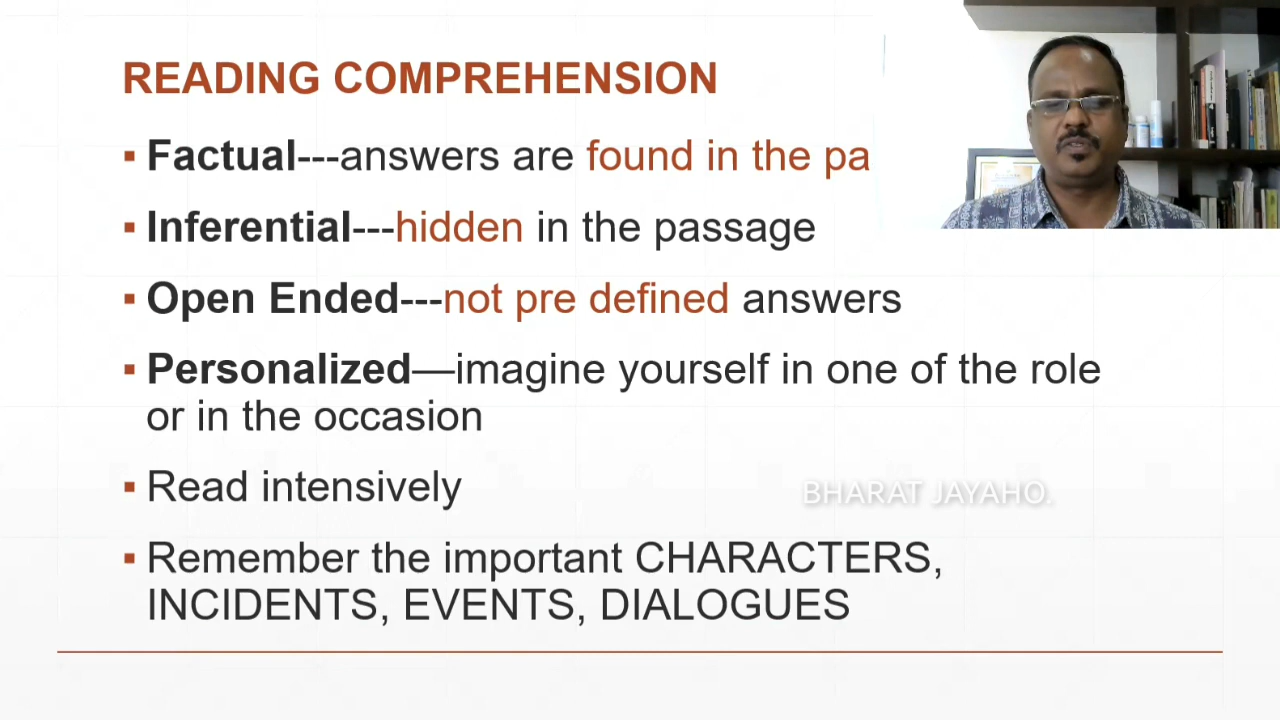 READING COMPREHENSION
▪ Factual---answers are found in the pa
▪ Inferential---hidden in the passage
▪ Open Ended---not pre defined answers
▪ Personalized—imagine yourself in one of the role
or in the occasion
▪ Read intensively
BHARAT JAYAHO.
▪ Remember the important CHARACTERS,
INCIDENTS, EVENTS, DIALOGUES